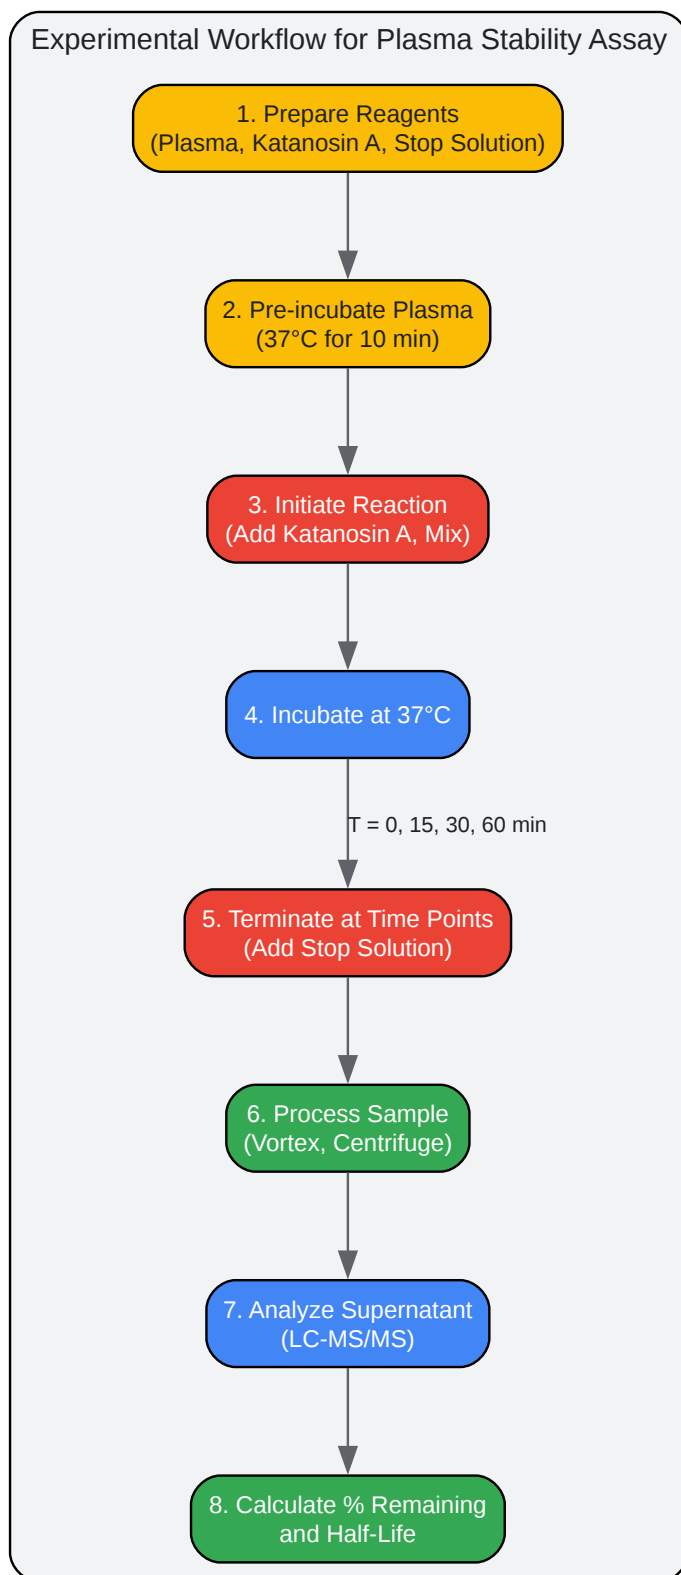 Experimental Workflow for Plasma Stability Assay
1. Prepare Reagents
(Plasma, Katanosin A, Stop Solution)
2. Pre-incubate Plasma
(37°C for 10 min)
3. Initiate Reaction
(Add Katanosin A, Mix)
4. Incubate at 37°C
T = 0, 15, 30, 60 min
5. Terminate at Time Points
(Add Stop Solution)
6. Process Sample
(Vortex, Centrifuge)
7. Analyze Supernatant
(LC-MS/MS)
8. Calculate % Remaining
and Half-Life